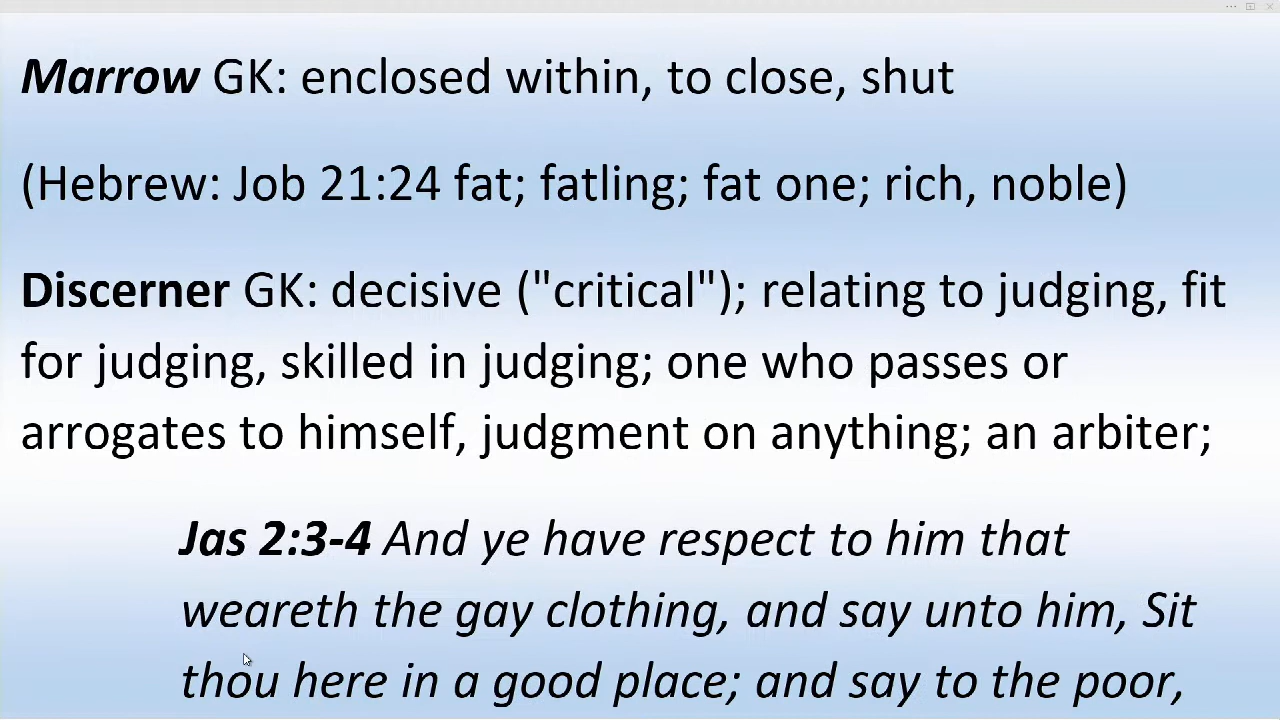 Marrow GK: enclosed within, to close, shut
(Hebrew: Job 21:24 fat; fatling; fat one; rich, noble)
Discerner GK: decisive ("critical"); relating to judging, fit
for judging, skilled in judging; one who passes or
arrogates to himself, judgment on anything; an arbiter;
Jas 2:3-4 And ye have respect to him that
weareth the gay clothing, and say unto him, Sit
thou here in a good place; and say to the poor,